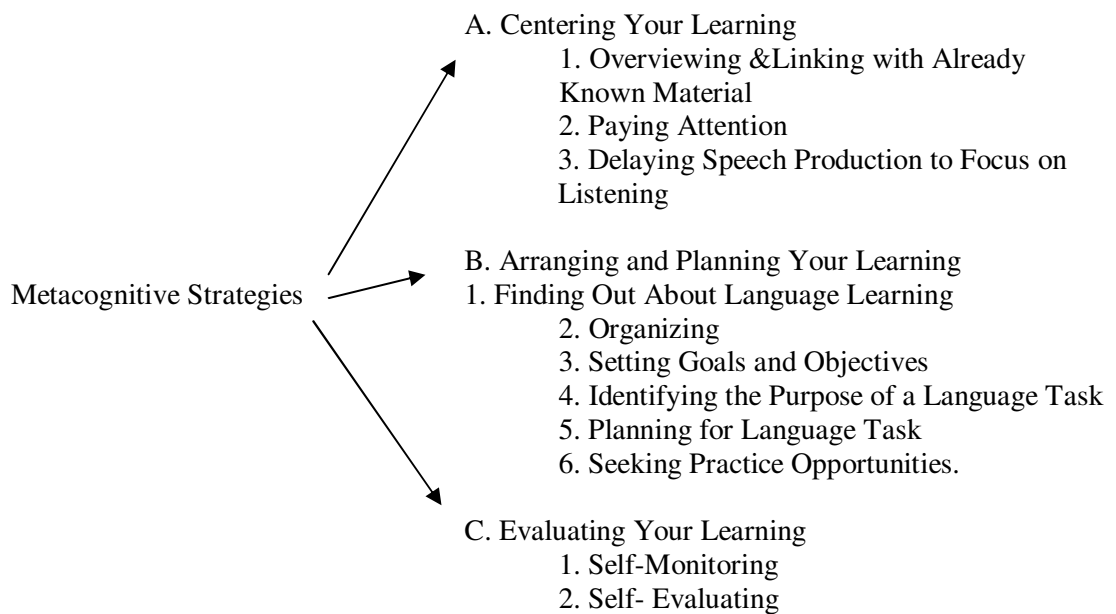 A. Centering Your Learning
1. Overviewing &Linking with Already
Known Material
2. Paying Attention
3. Delaying Speech Production to Focus on
Listening
Metacognitive Strategies
B. Arranging and Planning Your Learning
1. Finding Out About Language Learning
2. Organizing
3. Setting Goals and Objectives
4. Identifying the Purpose of a Language Task
5. Planning for Language Task
6. Seeking Practice Opportunities.
C. Evaluating Your Learning
1. Self-Monitoring
2. Self- Evaluating